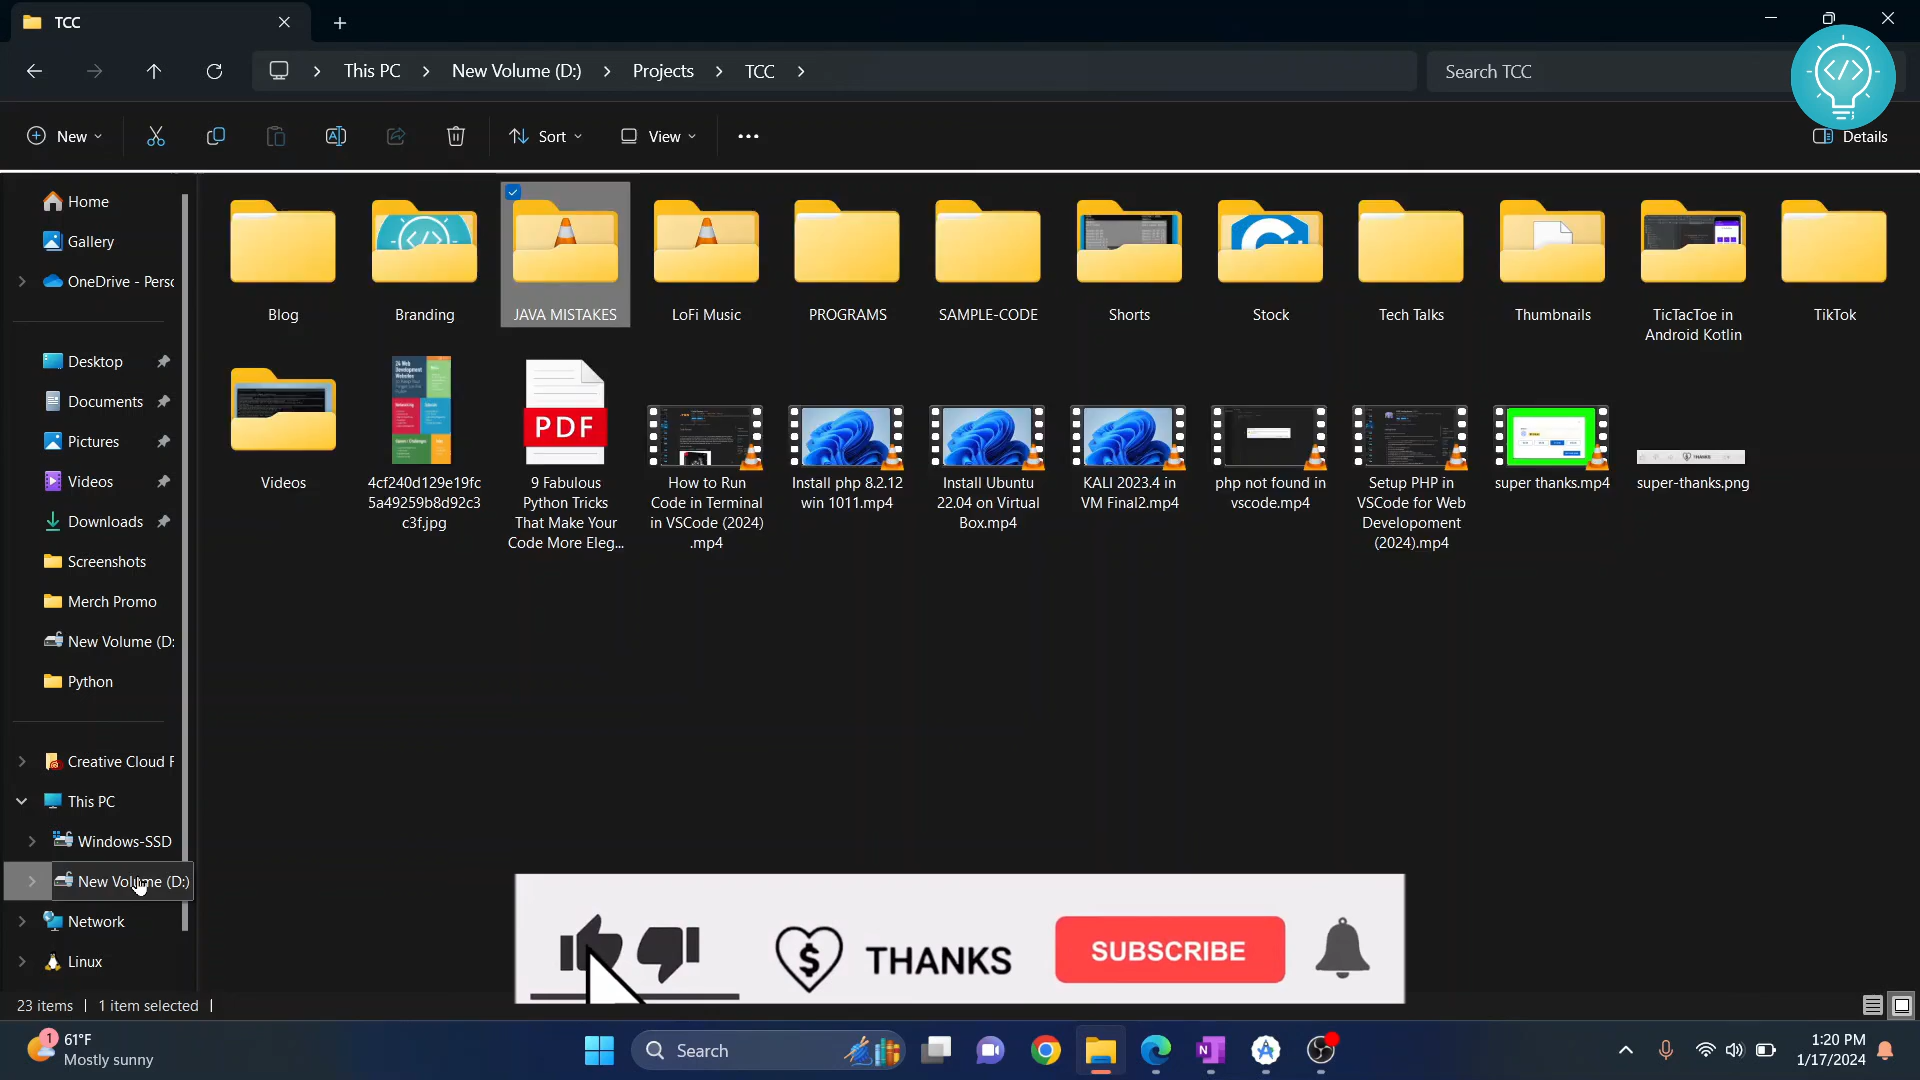 TCC
This PC
New Volume (D:)
Projects
TCC
Search TCC
New
Sort
View
Details
Home
Gallery
OneDrive - Perso
Desktop
Documents
Pictures
Videos
Downloads
Screenshots
Merch Promo
New Volume (D:
Python
Creative Cloud F
This PC
Windows-SSD
New Volume (D:)
Network
Linux
Blog
Branding
JAVA MISTAKES
LoFi Music
PROGRAMS
SAMPLE-CODE
Shorts
Stock
Tech Talks
Thumbnails
TicTacToe in
Android Kotlin
TikTok
Videos
4cf240d129e19fc
5a49259b8d92c3
c3f.jpg
PDF
9 Fabulous
Python Tricks
That Make Your
Code More Eleg...
How to Run
Code in Terminal
in VSCode (2024)
.mp4
Install php 8.2.12
win 1011.mp4
Install Ubuntu
22.04 on Virtual
Box.mp4
KALI 2023.4 in
VM Final2.mp4
php not found in
vscode.mp4
Setup PHP in
VSCode for Web
Developoment
(2024).mp4
super thanks.mp4
super-thanks.png
THANKS
SUBSCRIBE
23 items
1 item selected
1
61°F
Mostly sunny
Search
1:20 PM
1/17/2024